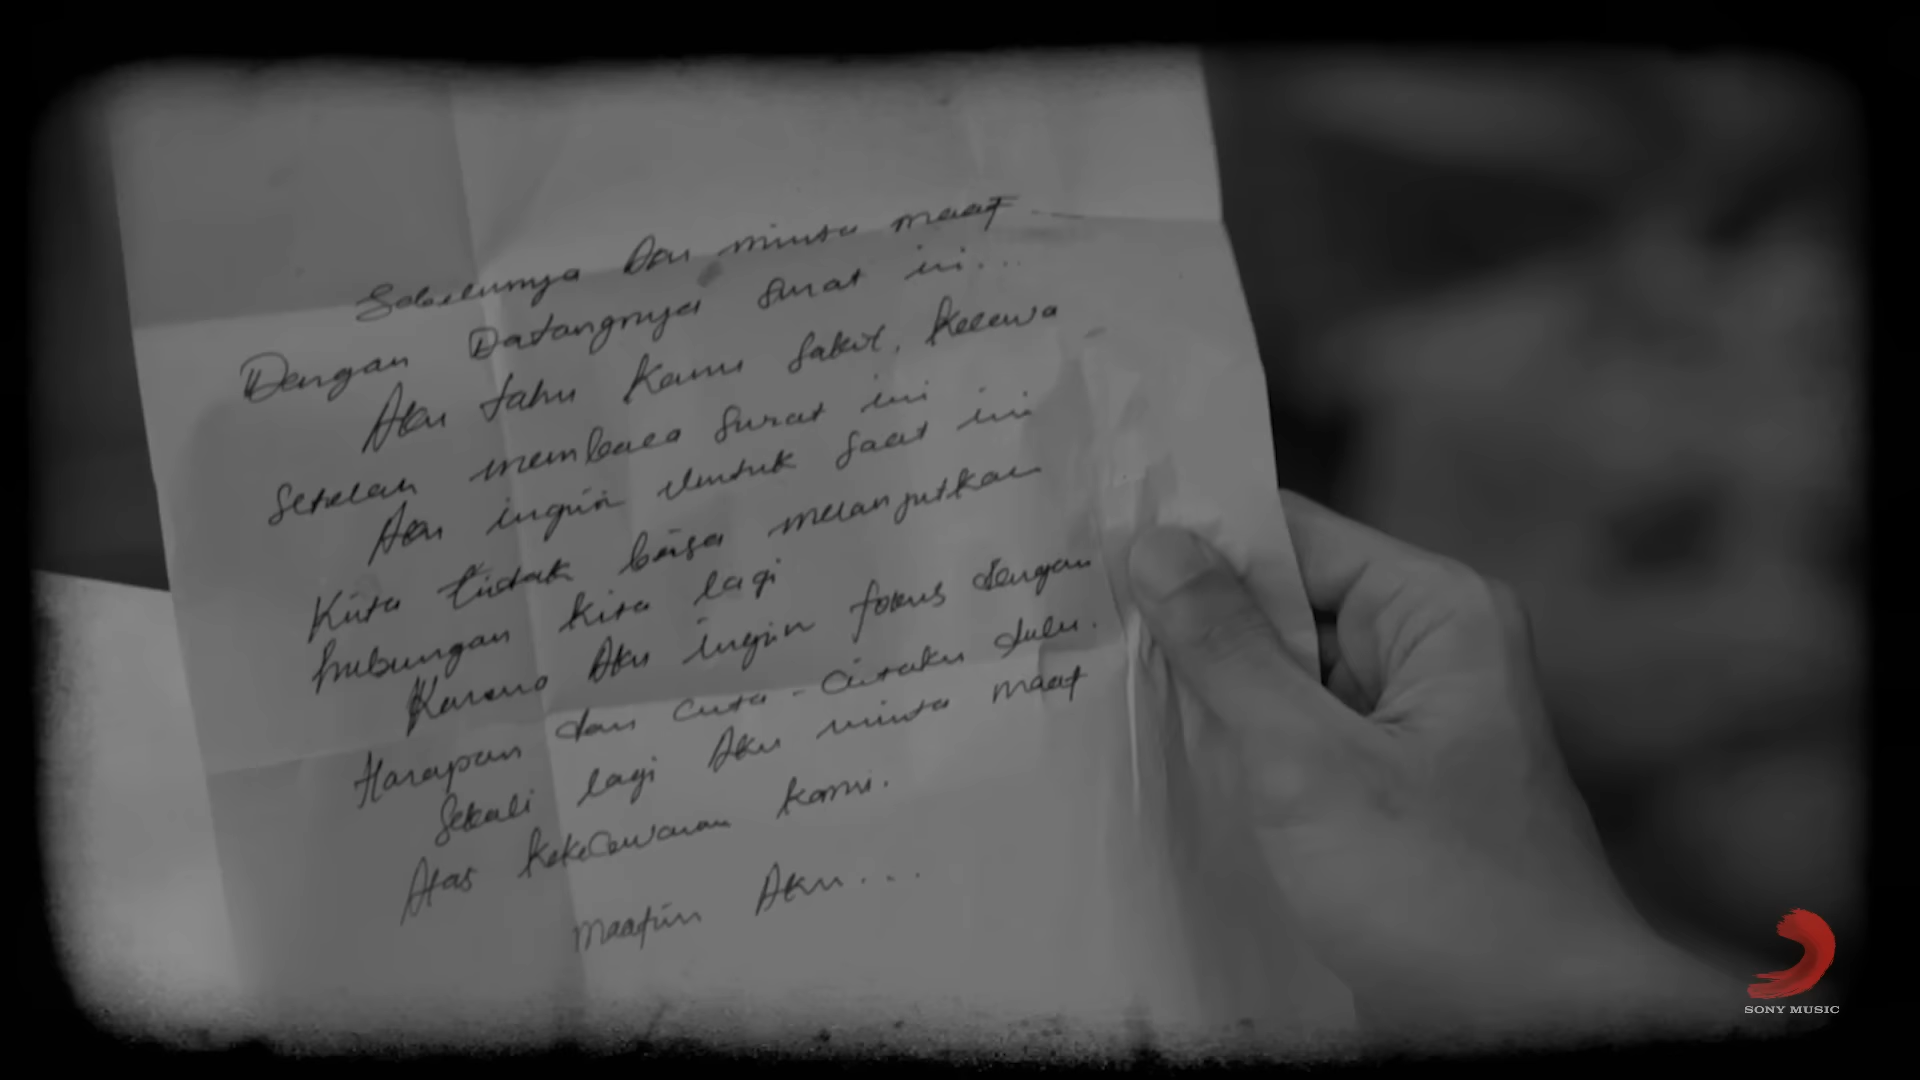 Sebelumnya Aku minta maaf
Dengan Datangnya Surat ini...
Aku tahu Kamu Sakit, Kecewa
Setelah membaca Surat ini
Aku ingin Untuk Saat ini
Kita tidak bisa melanjutkan
hubungan kita lagi
Karena Aku ingin fokus dengan
Harapan dan Cita - Citaku dulu.
Sekali lagi Aku minta maaf
Atas kekecewaan kamu.
Maafin Aku...
SONY MUSIC